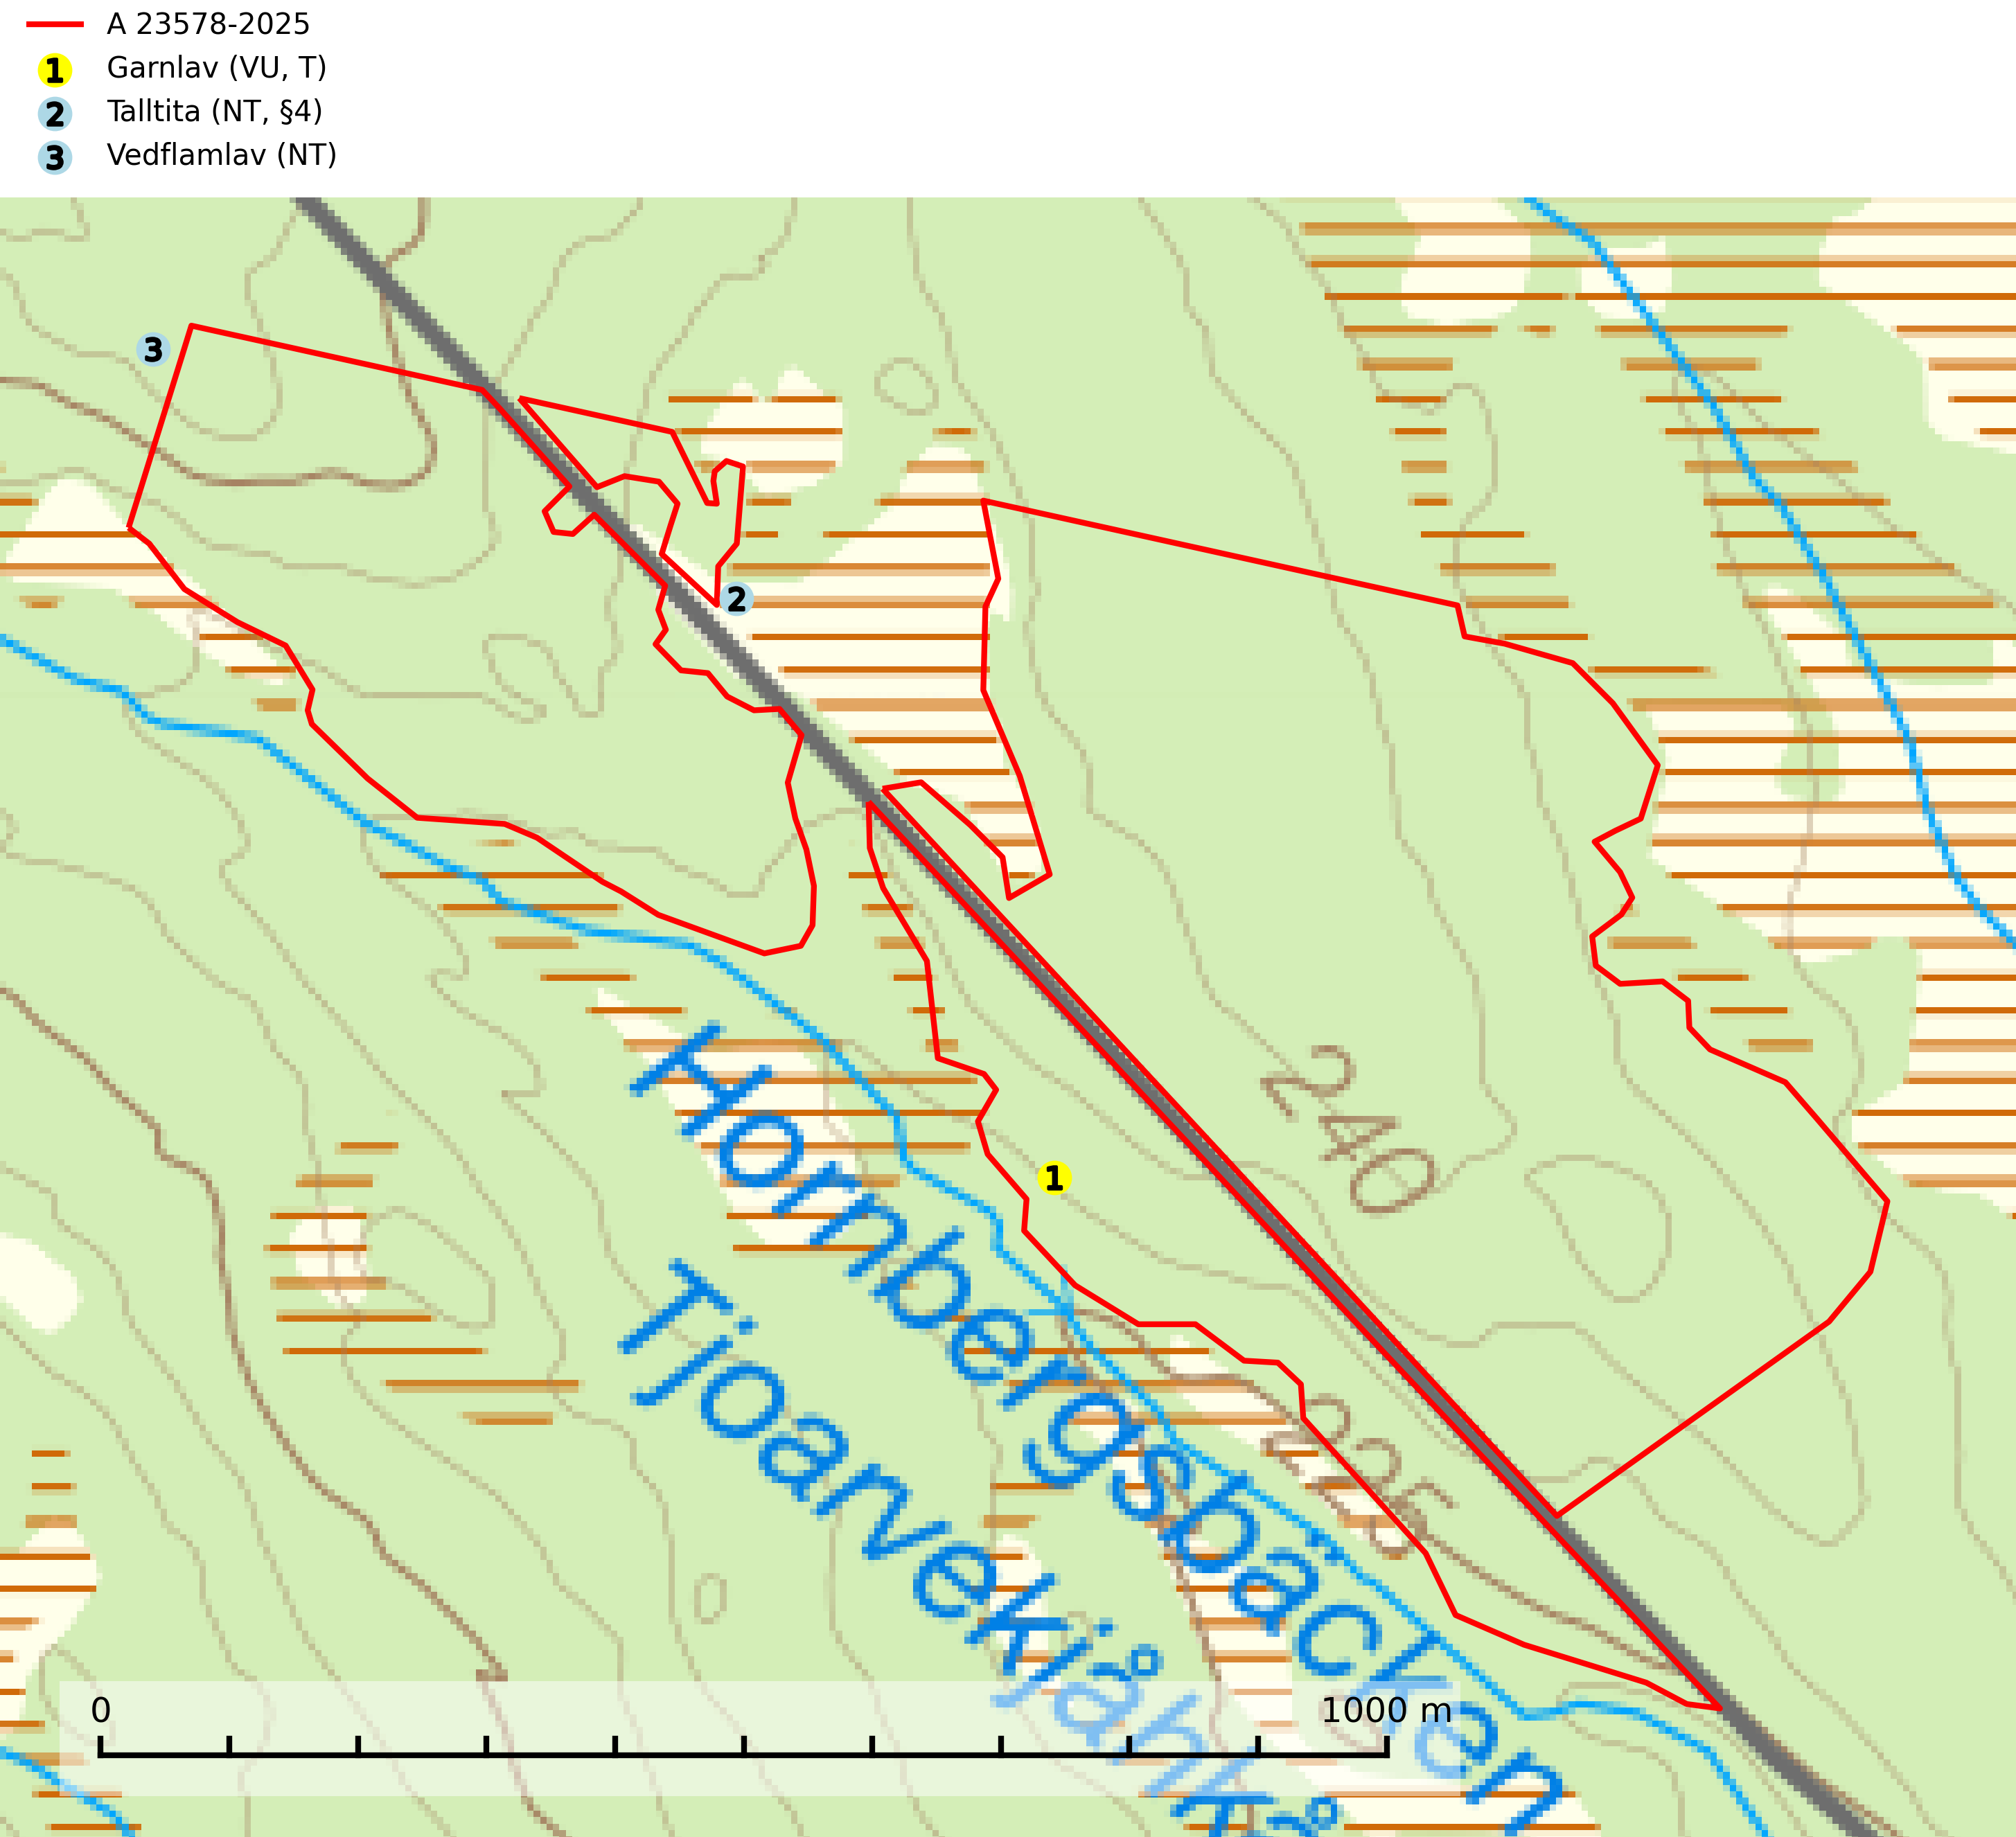 A 23578-2025
1 Garnlav (VU, T)
2 Talltita (NT, §4)
3 Vedflamlav (NT)
3
2
240
1
Hornbergsbäcken
225
0 1000 m